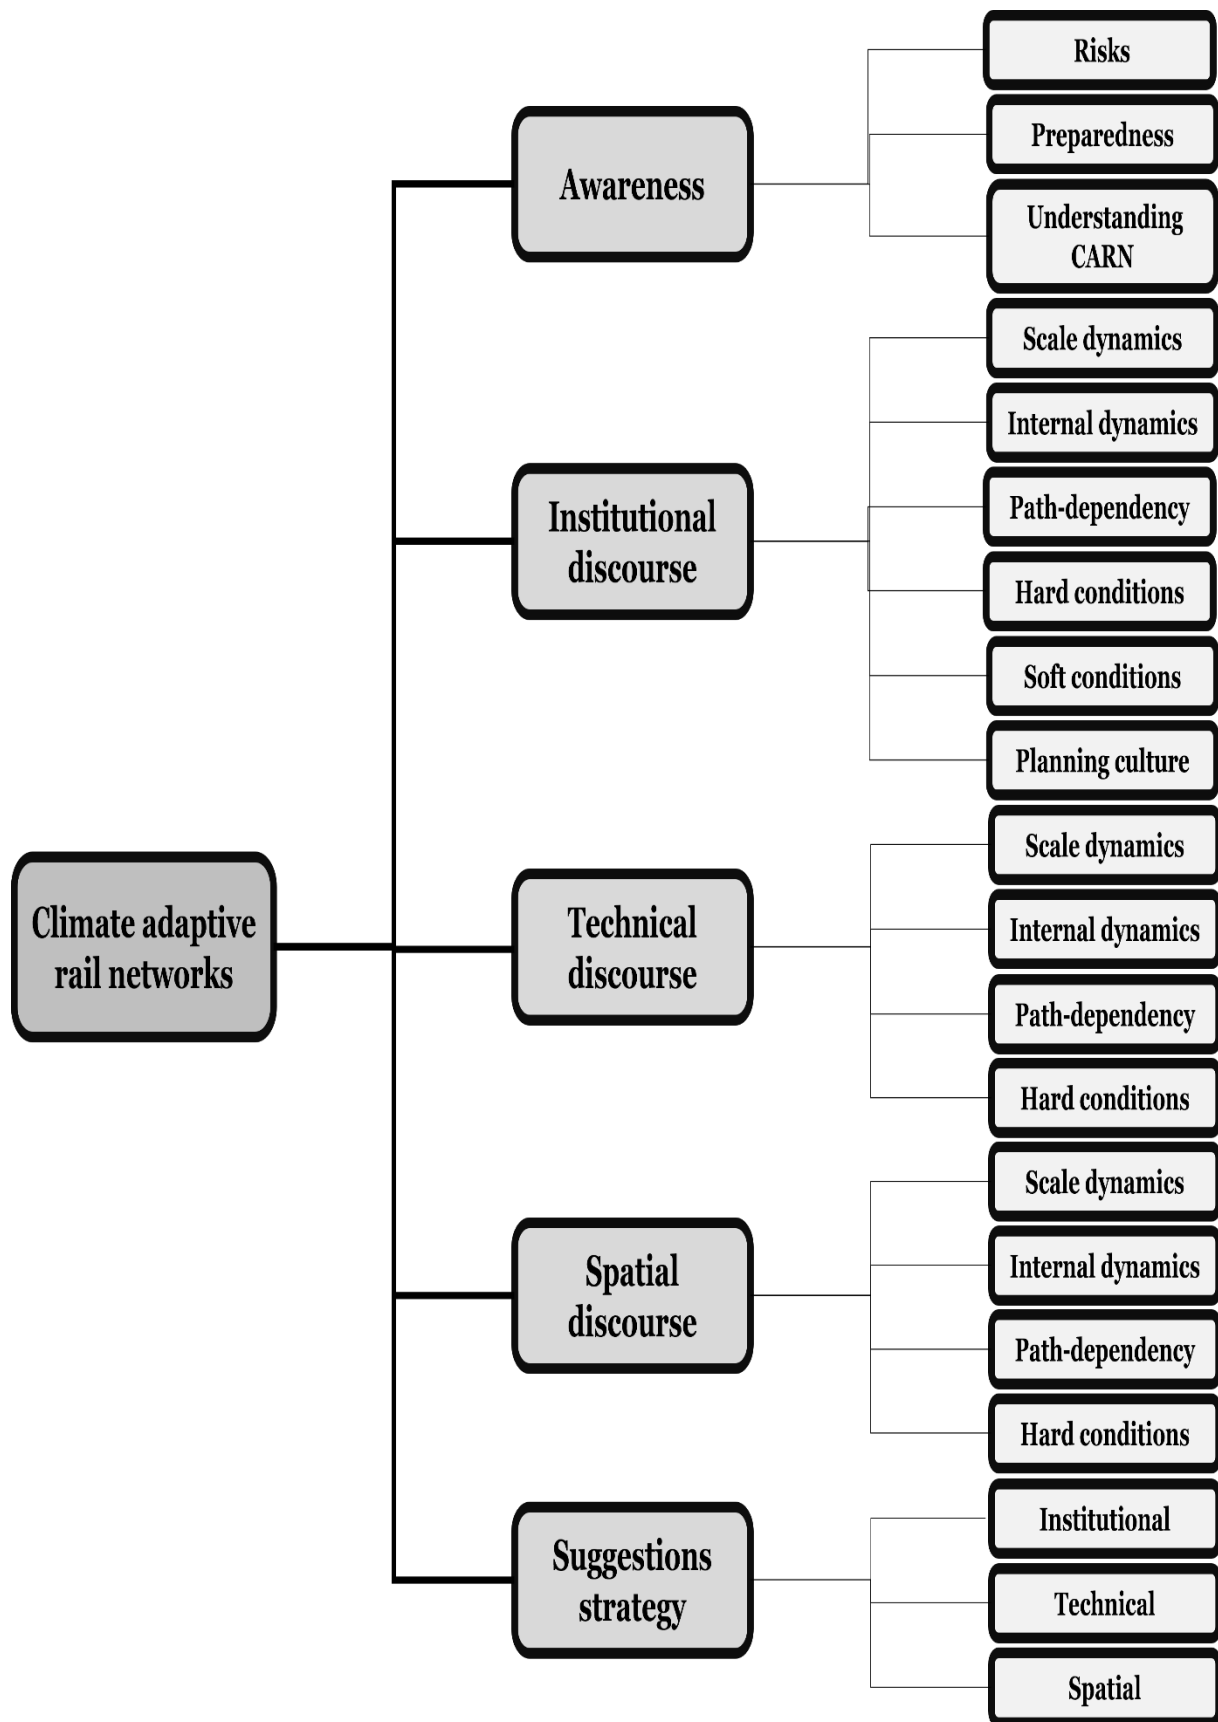 Risks
Preparedness
Awareness
Understanding
CARN
Scale dynamics
Internal dynamics
Institutional
discourse
Path-dependency
Hard conditions
Soft conditions
Planning culture
Climate adaptive
rail networks
Scale dynamics
Technical
discourse
Internal dynamics
Path-dependency
Hard conditions
Scale dynamics
Spatial
discourse
Internal dynamics
Path-dependency
Hard conditions
Suggestions
strategy
Institutional
Technical
Spatial